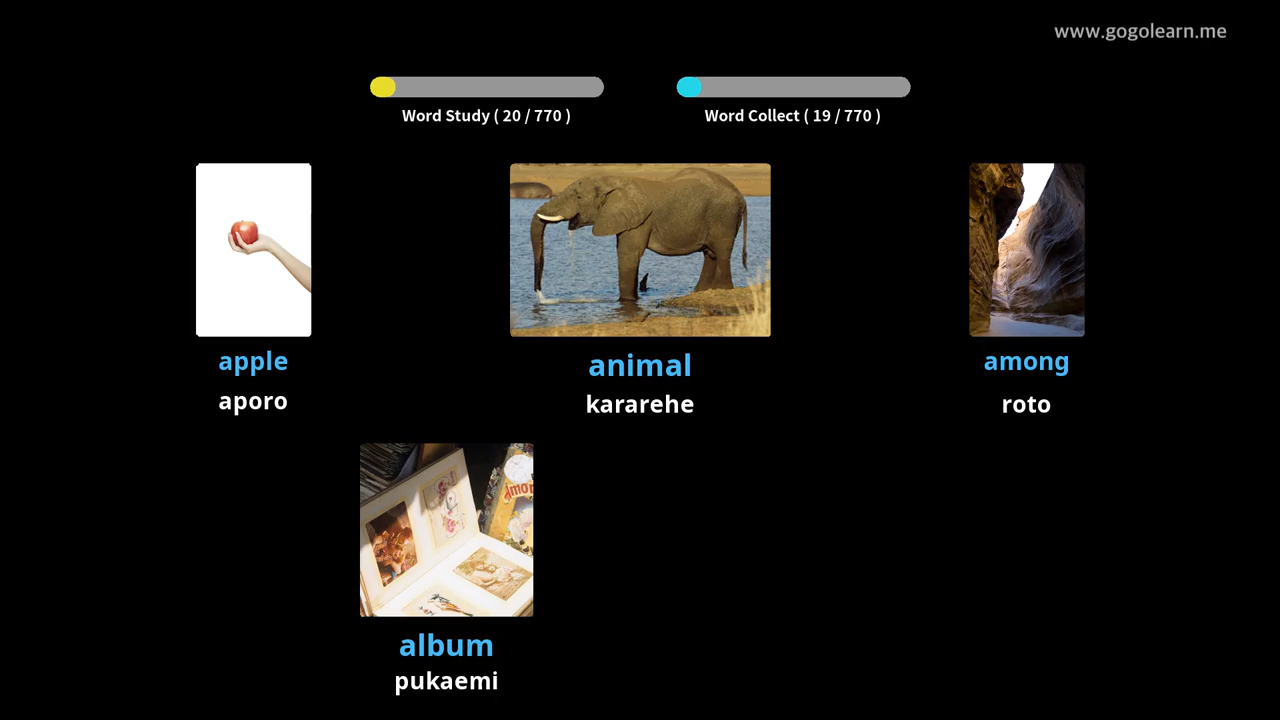 www.gogolearn.me
Word Study ( 20 / 770 )
Word Collect ( 19 / 770 )
apple
aporo
animal
kararehe
among
roto
album
pukaemi